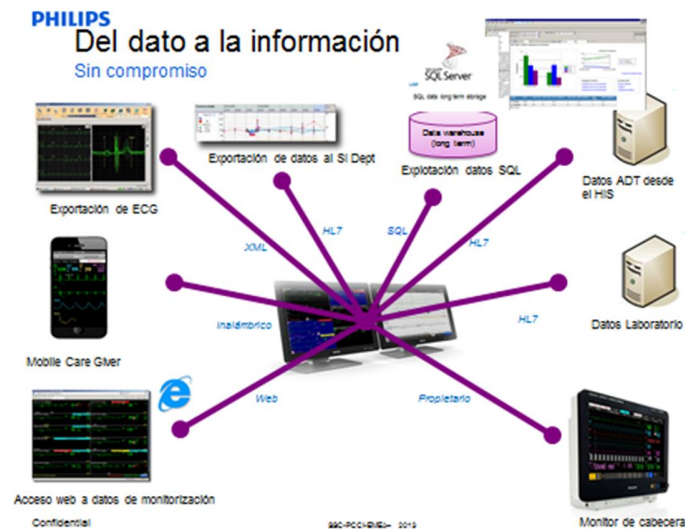 PHILIPS
Del dato a la información
Sin compromiso
SQL Server
SQL data long term storage
Data warehouse
(long term)
Exportación de datos al SI Dept
Explotación datos SQL
Datos ADT desde
el HIS
Exportación de ECG
XML
HL7
SQL
HL7
Inalámbrico
HL7
Datos Laboratorio
Mobile Care Giver
Web
Propietario
Acceso web a datos de monitorización
Confidential
2013
Monitor de cabecera